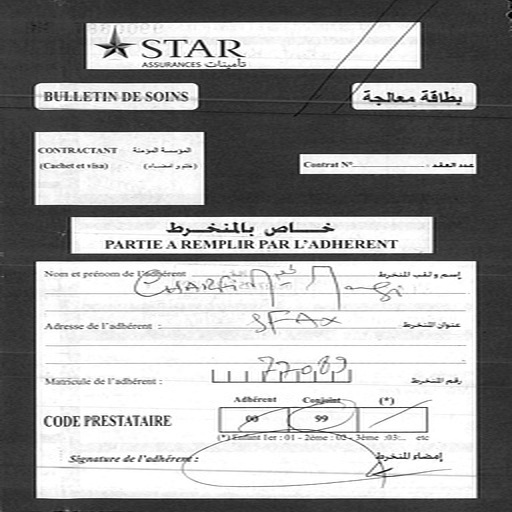 STAR
ASSURANCES تأمينات
BULLETIN DE SOINS بطاقة معالجة
CONTRACTANT المؤسسة المؤمنة
(Cachet et visa) (ختم و امضاء)
Contrat N° عدد العقد
خاص بالمنخرط
PARTIE A REMPLIR PAR L'ADHERENT
Nom et prénom de l'adhérent إسم و لقب المنخرط
CHARFI
Adresse de l'adhérent : SFAX عنوان المنخرط
Matricule de l'adhérent : رقم المنخرط
Adhérent Conjoint (*)
CODE PRESTATAIRE 00 99
(*) Enfant 1er : 01 - 2ème : 02 - 3ème :03... etc
Signature de l'adhérent : إمضاء المنخرط